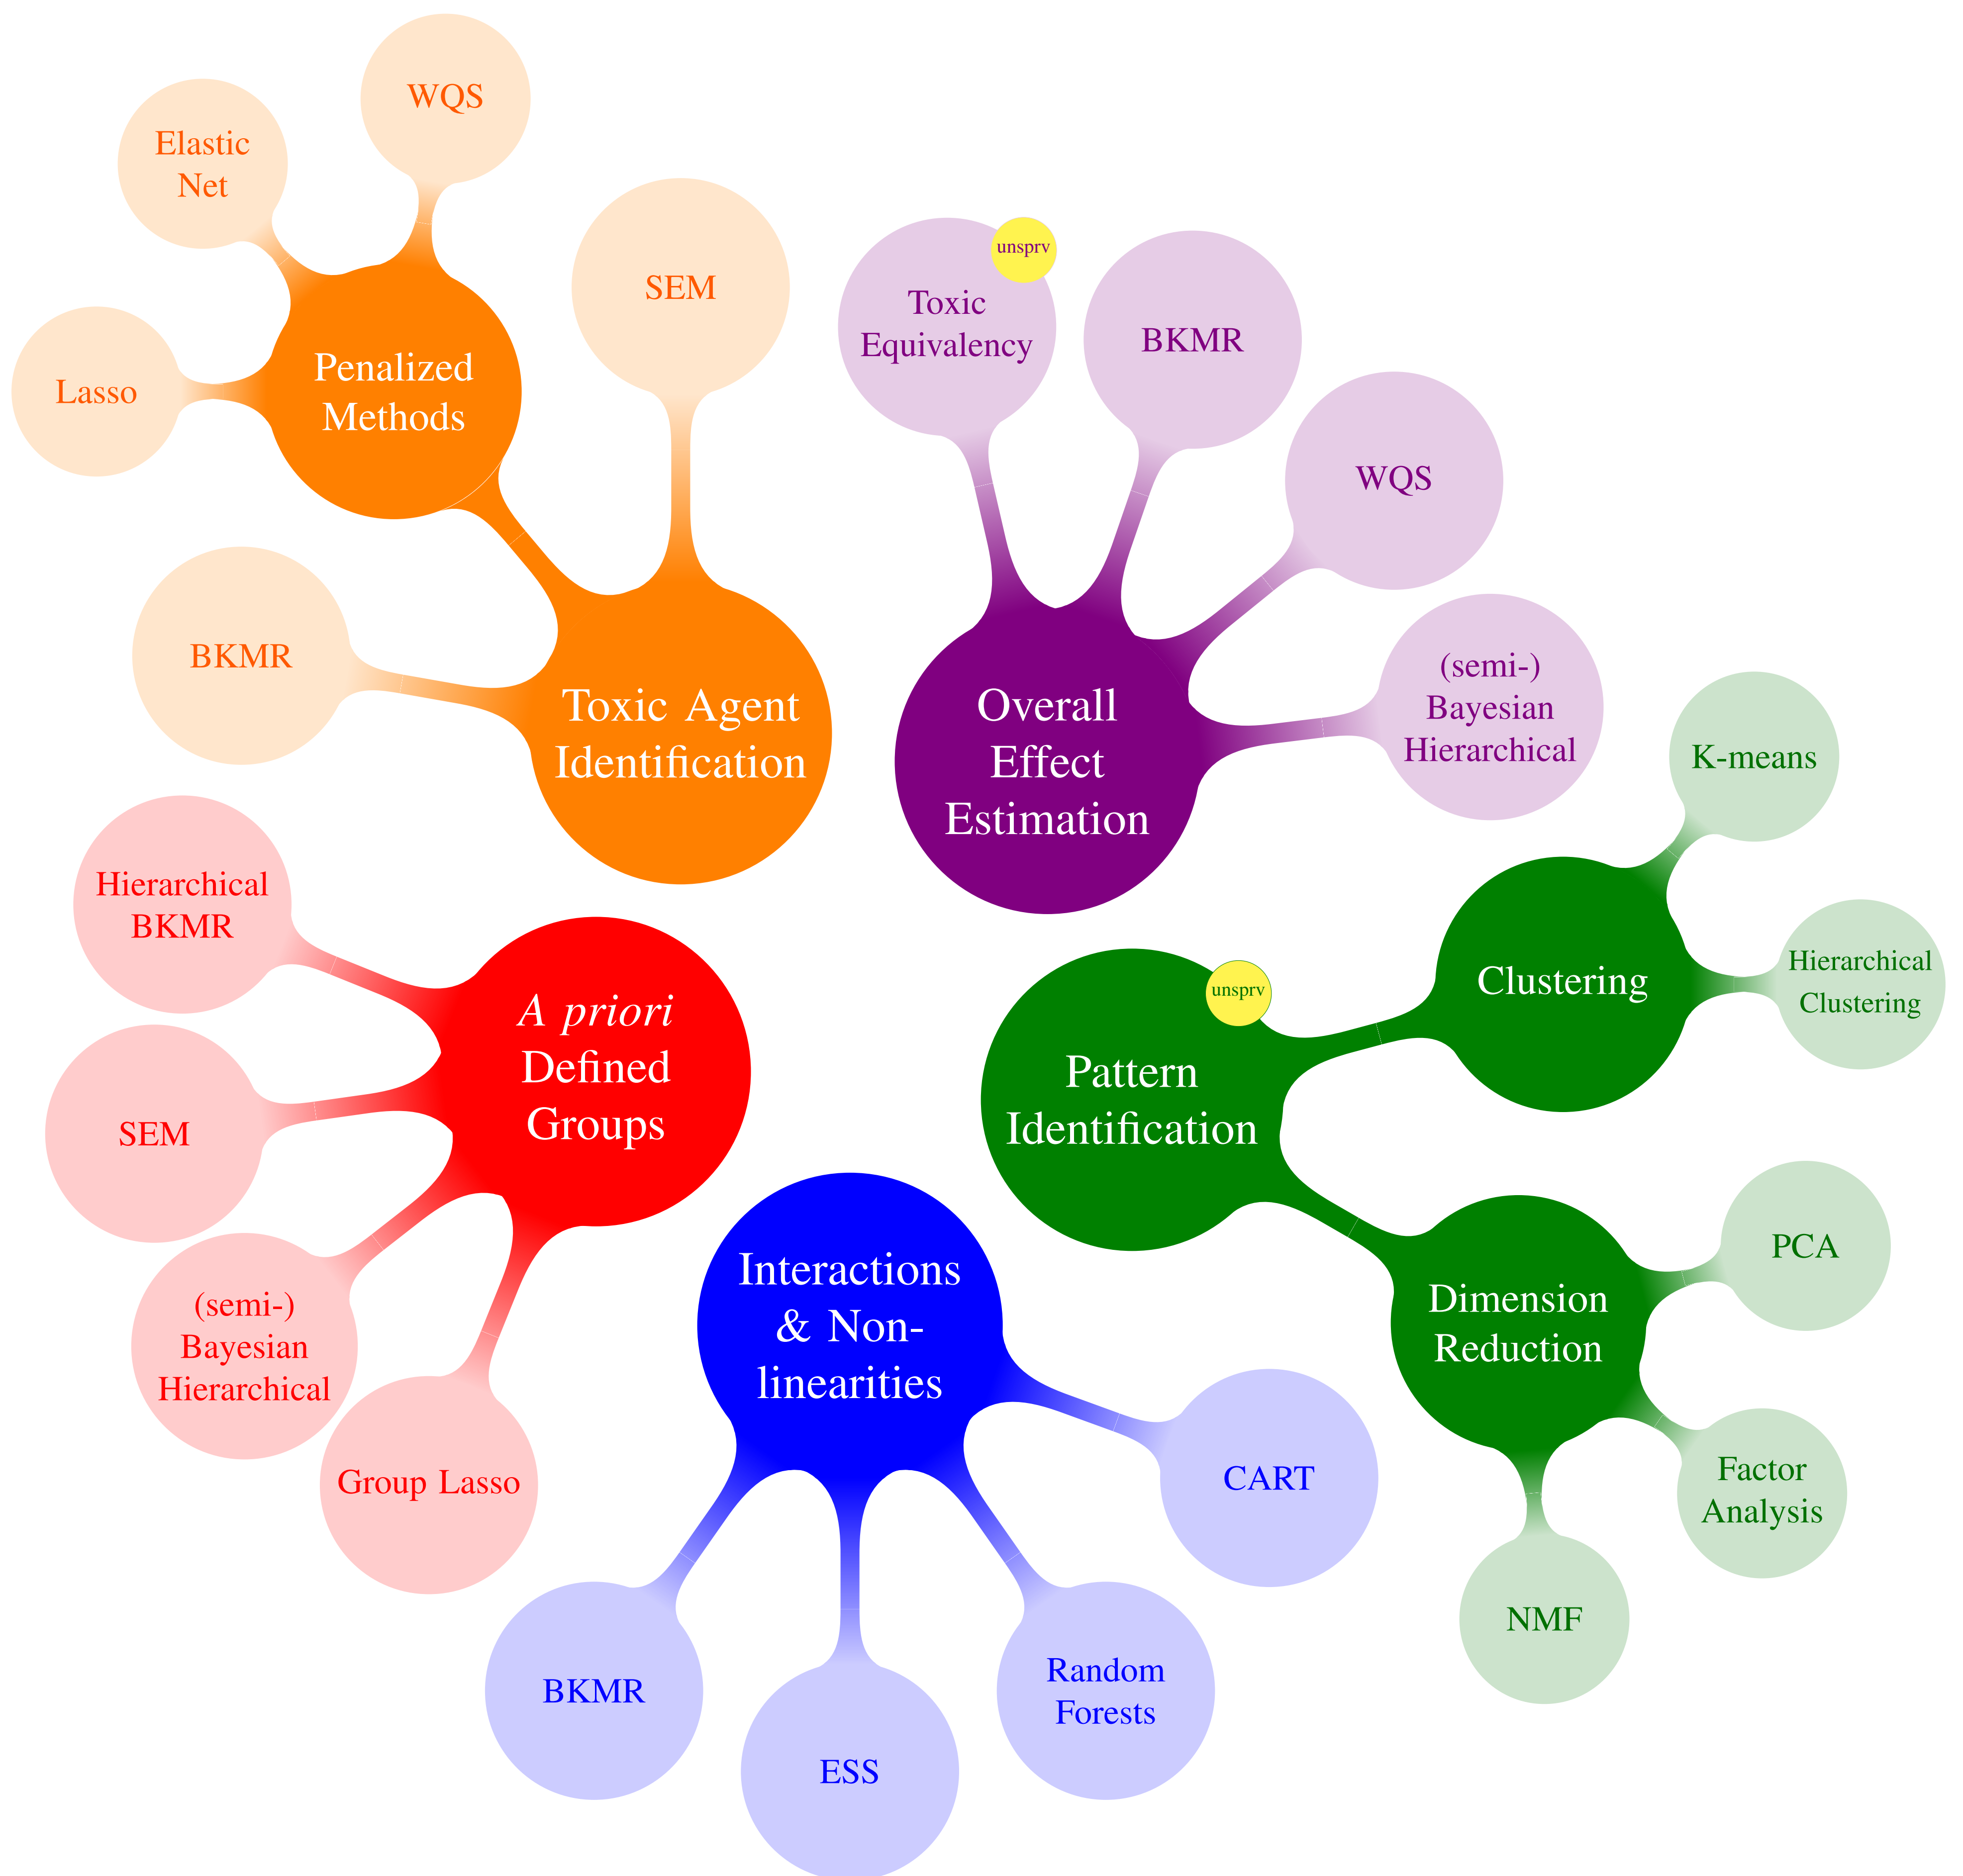 WQS
Elastic
Net
Lasso
Penalized
Methods
SEM
BKMR
Toxic Agent
Identification
unsprv
Toxic
Equivalency
BKMR
WQS
(semi-)
Bayesian
Hierarchical
Overall
Effect
Estimation
K-means
Hierarchical
Clustering
Clustering
unsprv
Pattern
Identification
PCA
Dimension
Reduction
Factor
Analysis
NMF
Hierarchical
BKMR
A priori
Defined
Groups
SEM
(semi-)
Bayesian
Hierarchical
Group Lasso
Interactions
& Non-
linearities
CART
BKMR
ESS
Random
Forests